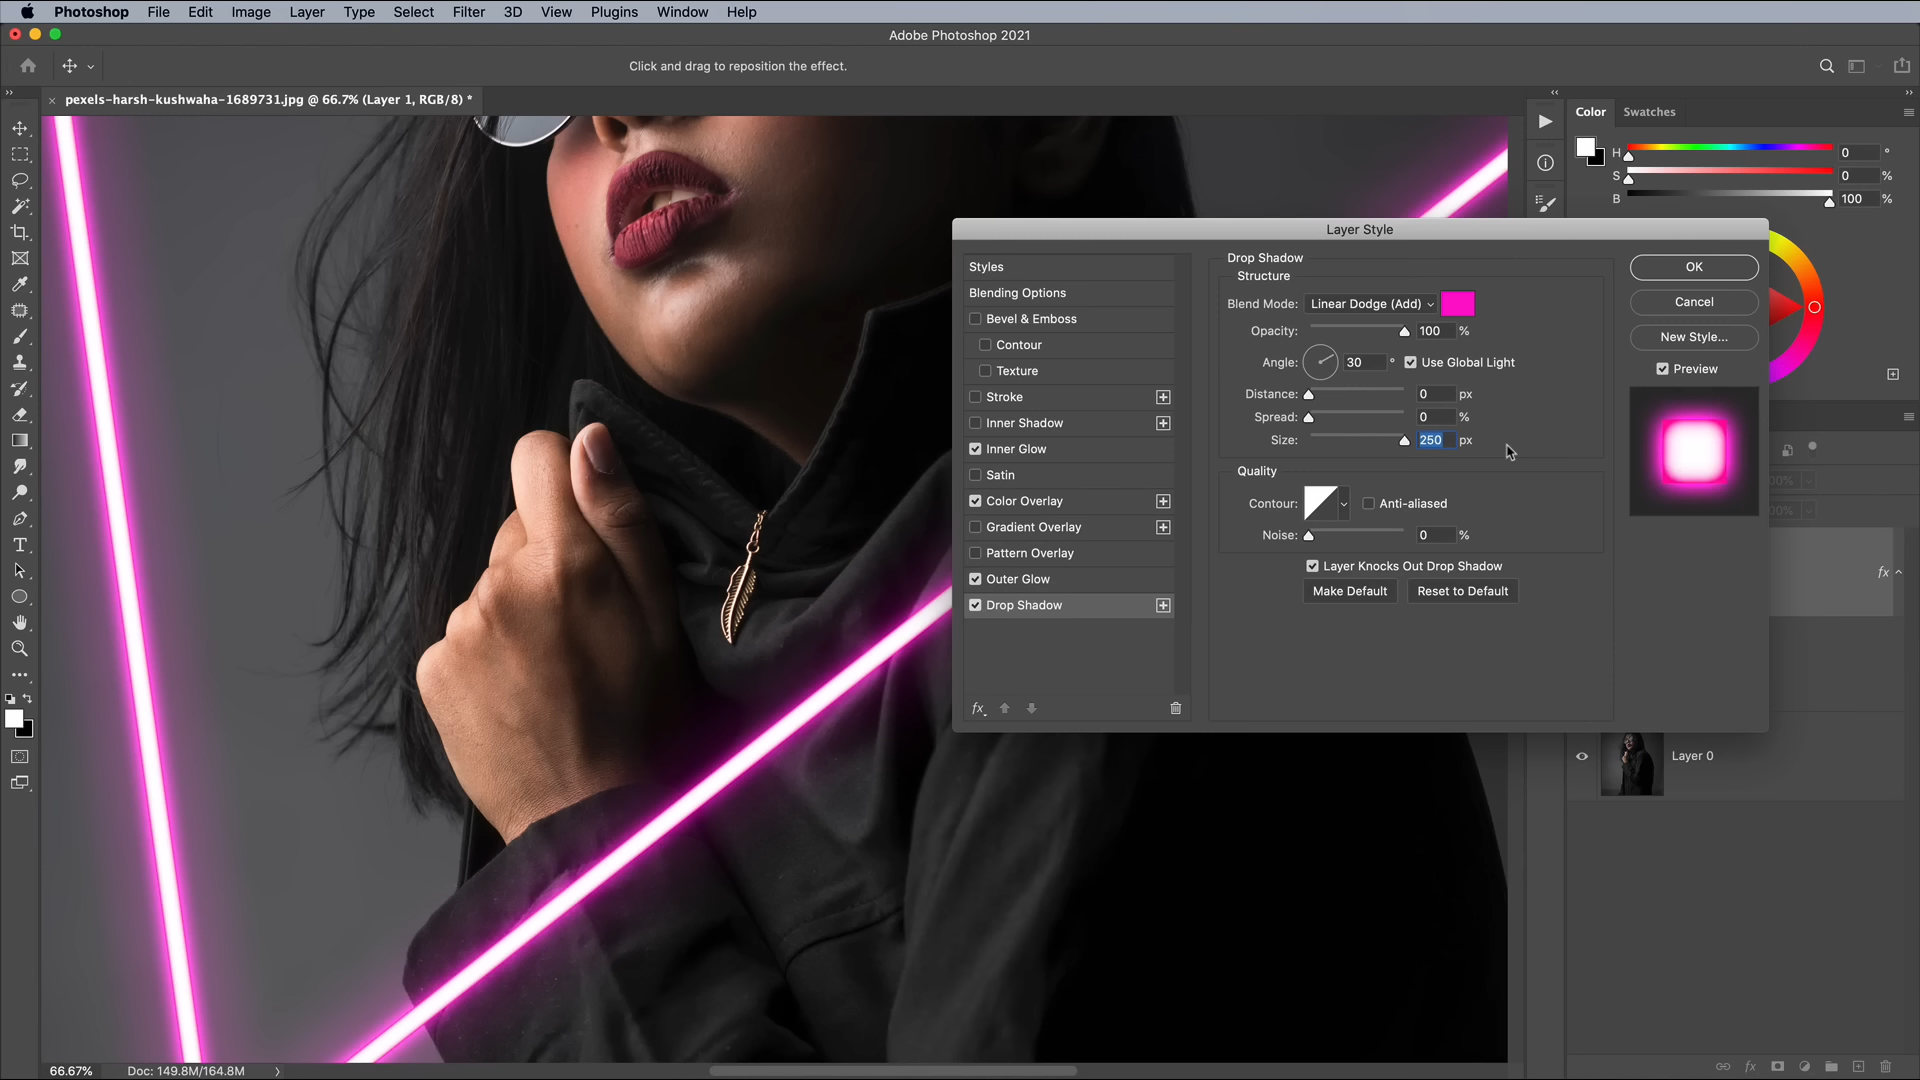 Photoshop File Edit Image Layer Type Select Filter 3D View Plugins Window Help
Adobe Photoshop 2021
Click and drag to reposition the effect.
pexels-harsh-kushwaha-1689731.jpg @ 66.7% (Layer 1, RGB/8) *
Color Swatches
H 0 °
S 0 %
B 100 %
Layer Style
Styles
Blending Options
Bevel & Emboss
Contour
Texture
Stroke
Inner Shadow
Inner Glow
Satin
Color Overlay
Gradient Overlay
Pattern Overlay
Outer Glow
Drop Shadow
fx
Drop Shadow
Structure
Blend Mode: Linear Dodge (Add)
Opacity: 100 %
Angle: 30 ° Use Global Light
Distance: 0 px
Spread: 0 %
Size: 250 px
Quality
Contour: Anti-aliased
Noise: 0 %
Layer Knocks Out Drop Shadow
Make Default Reset to Default
OK
Cancel
New Style...
Preview
fx
Layer 0
66.67% Doc: 149.8M/164.8M
fx